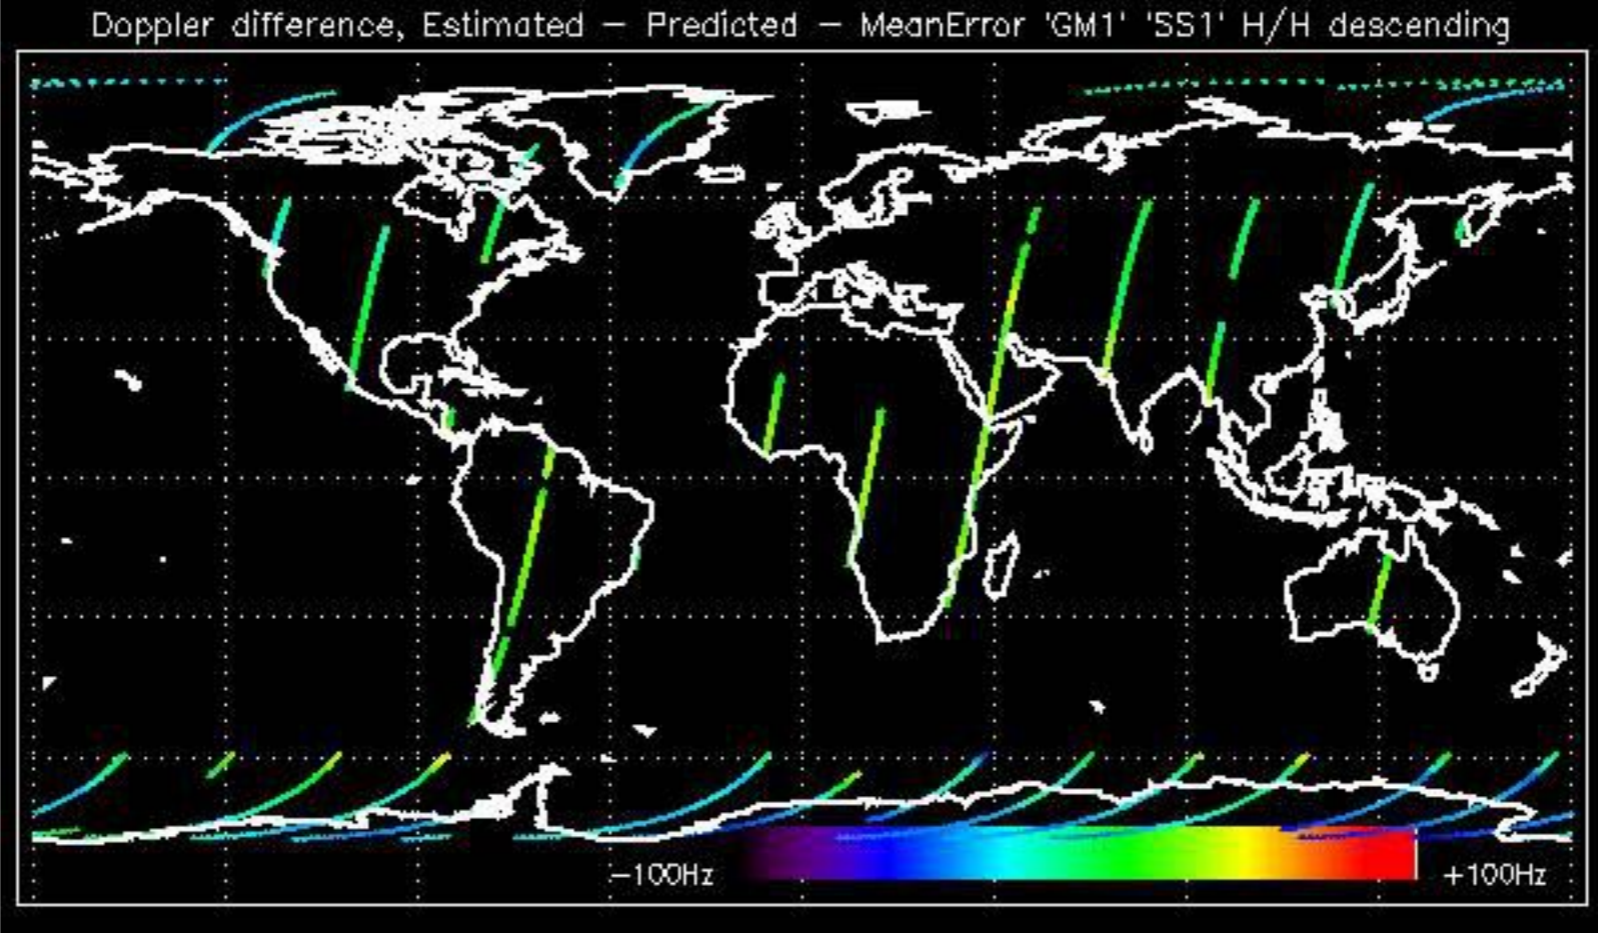 Doppler difference, Estimated − Predicted − MeanError 'GM1' 'SS1' H/H descending
−100Hz
+100Hz